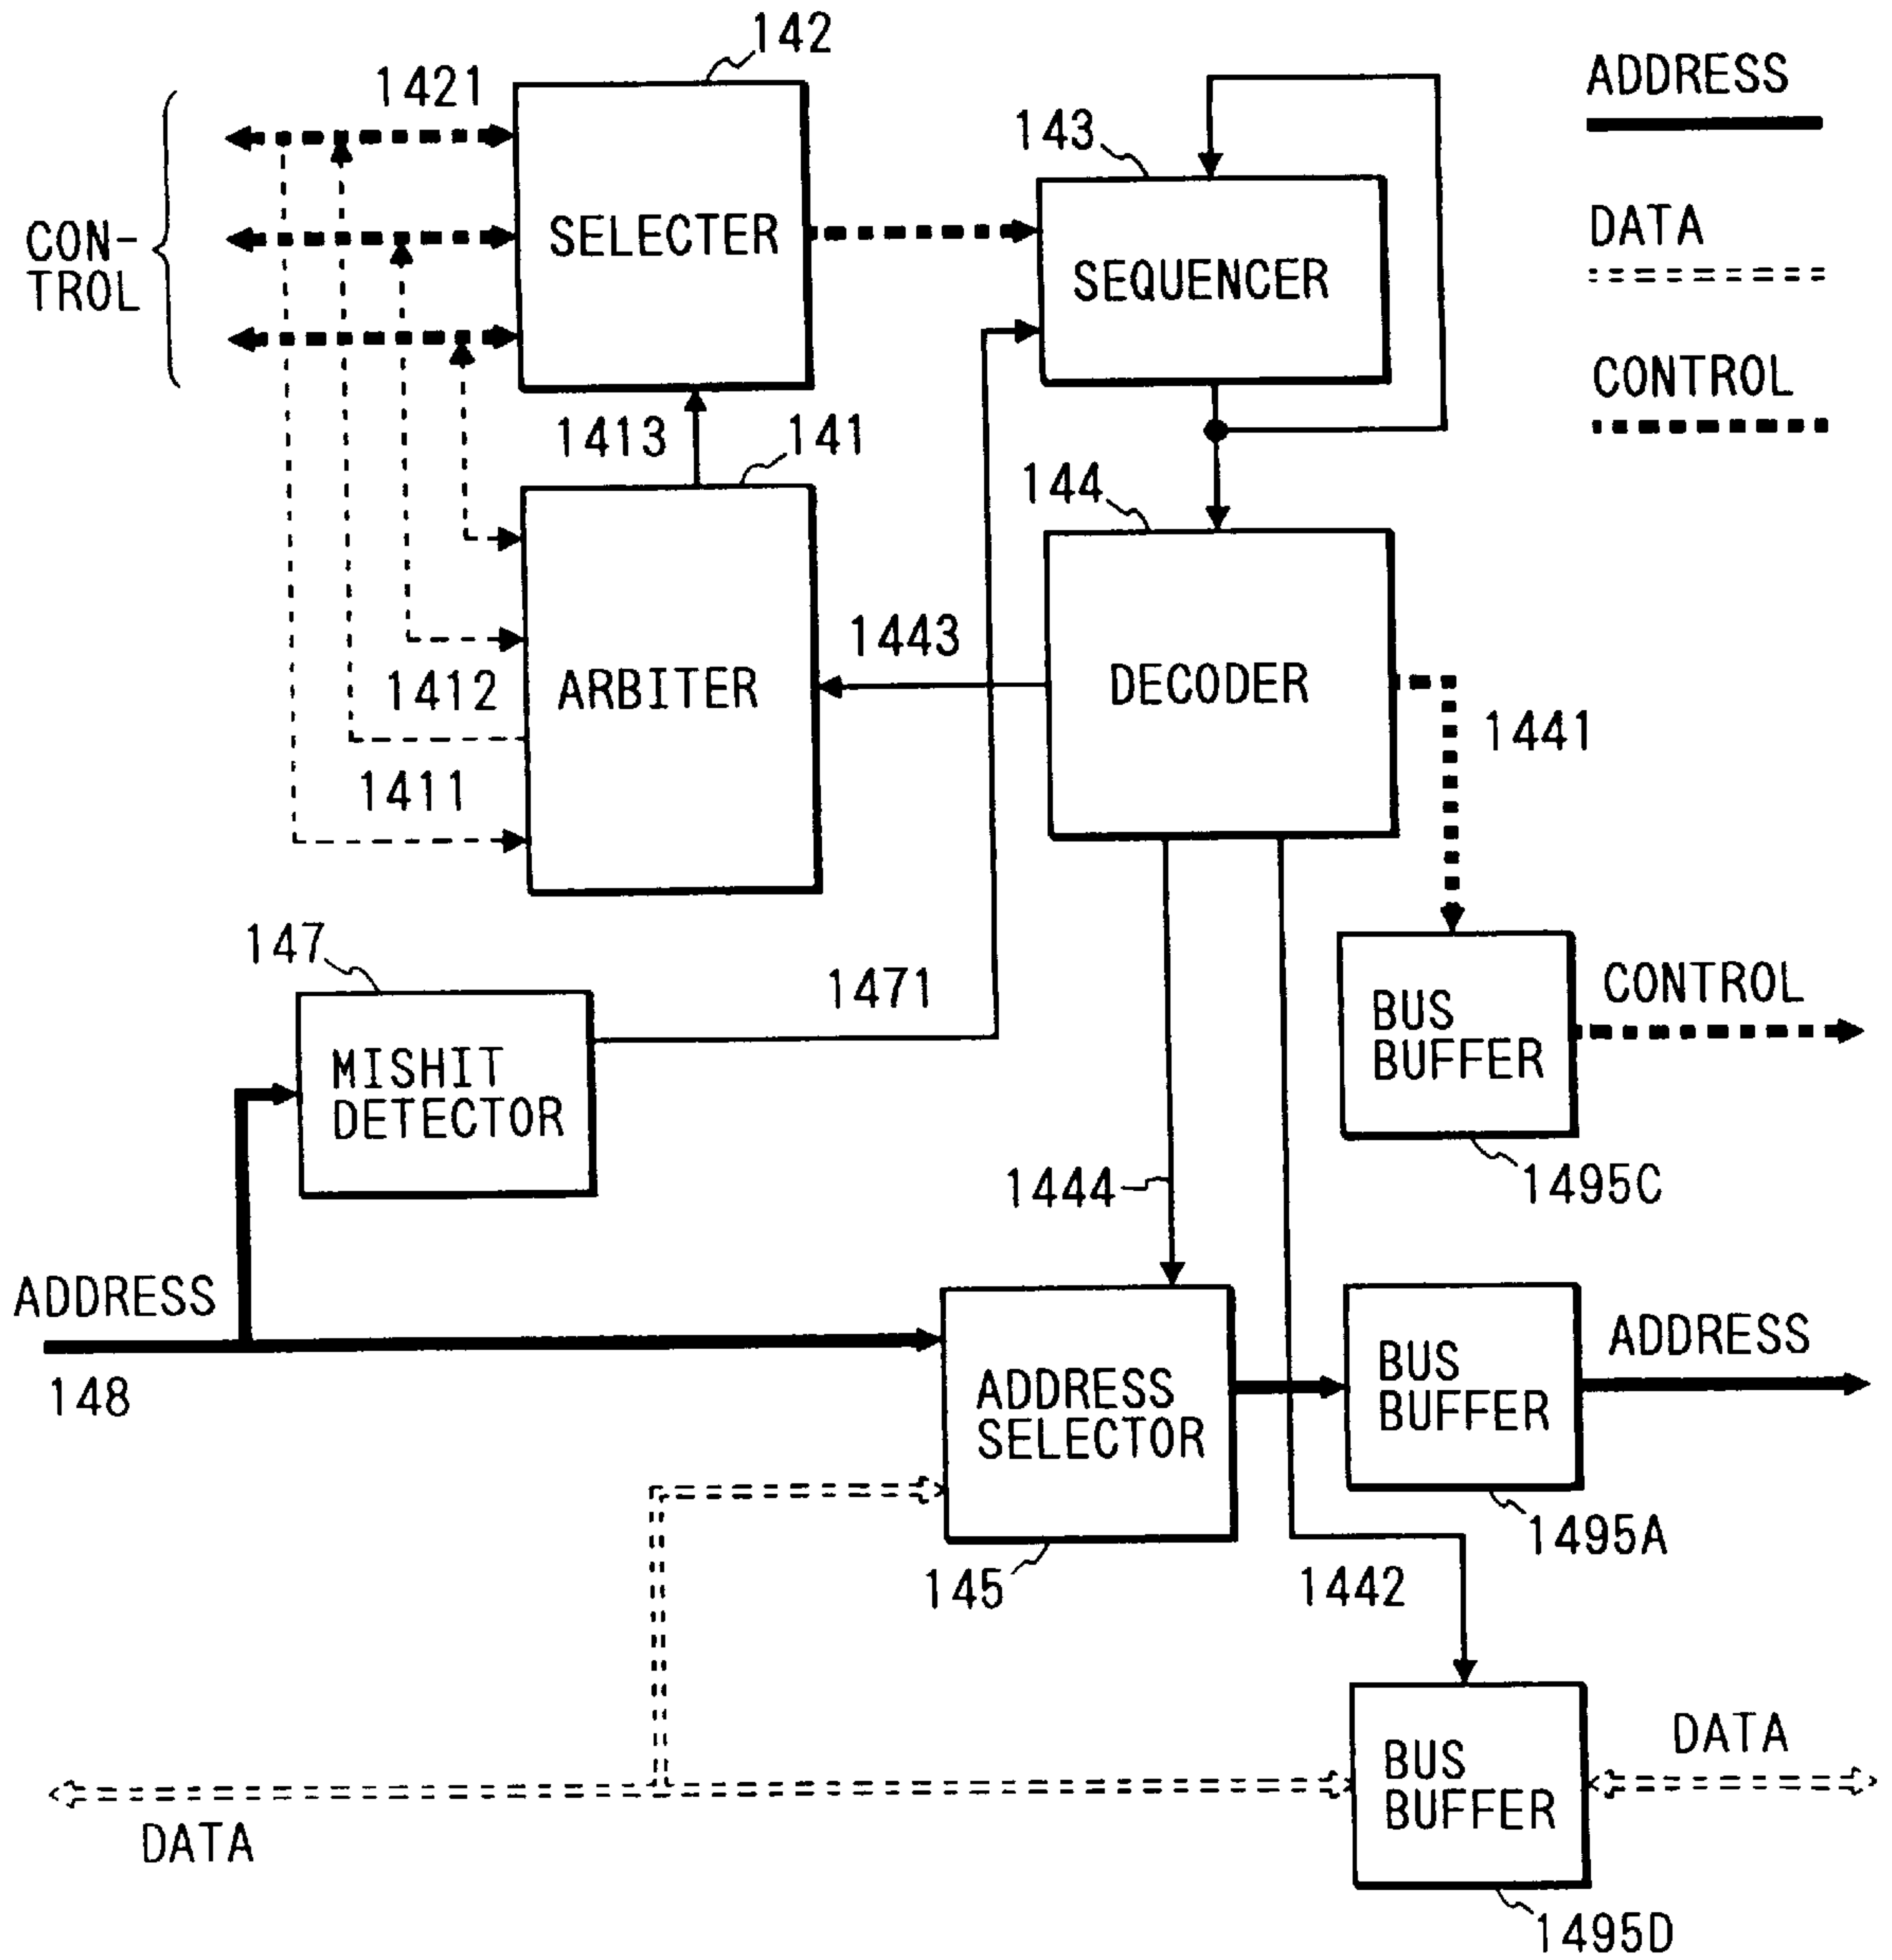 142
1421
ADDRESS
143
CON-
TROL
SELECTER
SEQUENCER
DATA
CONTROL
1413
141
144
1443
1412
ARBITER
DECODER
1441
1411
147
1471
MISHIT
DETECTOR
BUS
BUFFER
CONTROL
1444
1495C
ADDRESS
148
ADDRESS
SELECTOR
BUS
BUFFER
ADDRESS
145
1442
1495A
DATA
BUS
BUFFER
DATA
1495D